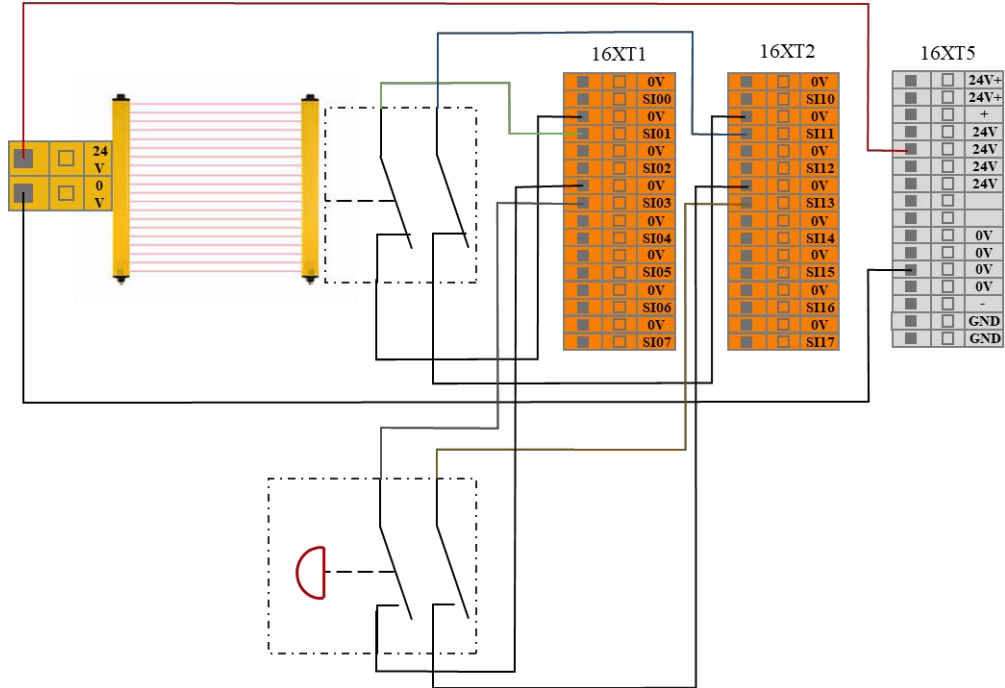 16XT1
16XT2
16XT5
24
V
0
V
0V
SI00
0V
SI01
0V
SI02
0V
SI03
0V
SI04
0V
SI05
0V
SI06
0V
SI07
0V
SI10
0V
SI11
0V
SI12
0V
SI13
0V
SI14
0V
SI15
0V
SI16
0V
SI17
24V+
24V+
+
24V
24V
24V
24V
0V
0V
0V
0V
-
GND
GND